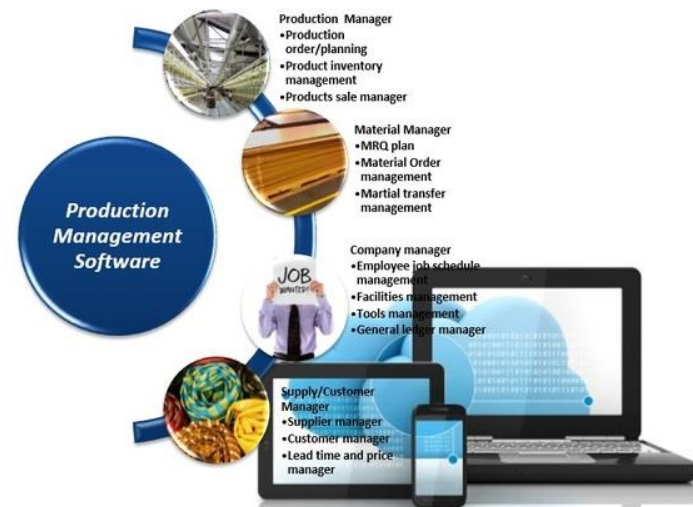 Production Manager
•Production
order/planning
•Product inventory
management
•Products sale manager
Material Manager
•MRQ plan
•Material Order
management
•Martial transfer
management
Production
Management
Software
Company manager
•Employee job schedule
management
•Facilities management
•Tools management
•General ledger manager
JOB
WANTED!
Supply/Customer
Manager
•Supplier manager
•Customer manager
•Lead time and price
manager